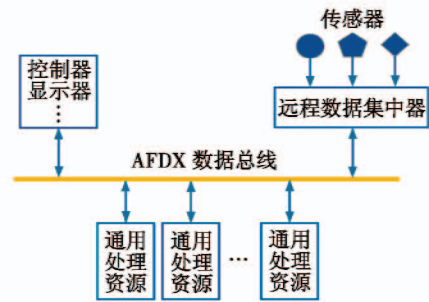 传感器
控制器
显示器
⋮
远程数据集中器
AFDX 数据总线
通用
处理
资源
通用
处理
资源
…
通用
处理
资源